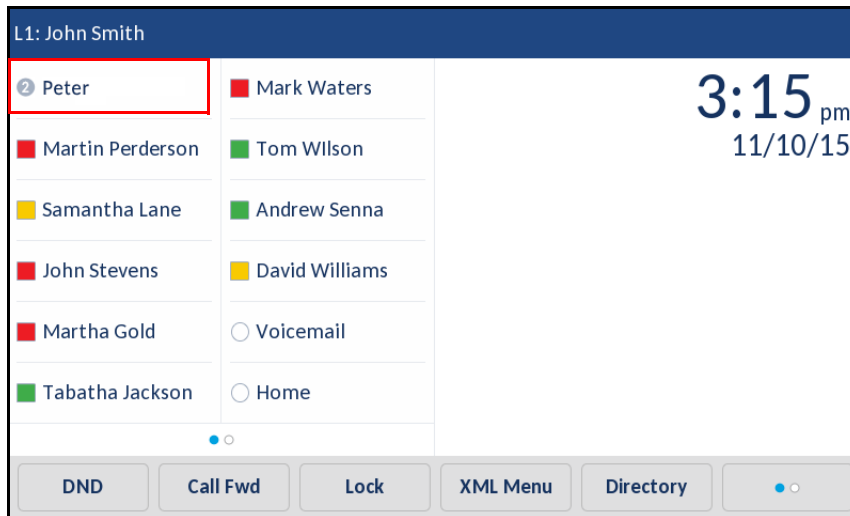 L1: John Smith
3:15 pm
11/10/15
2 Peter
Martin Perderson
Samantha Lane
John Stevens
Martha Gold
Tabatha Jackson
Mark Waters
Tom WIlson
Andrew Senna
David Williams
Voicemail
Home
DND Call Fwd Lock XML Menu Directory